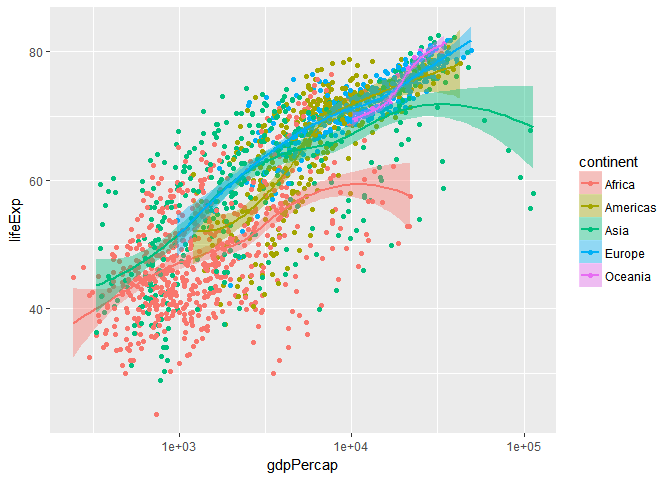 80
60
40
lifeExp
1e+03
1e+04
1e+05
gdpPercap
continent
Africa
Americas
Asia
Europe
Oceania